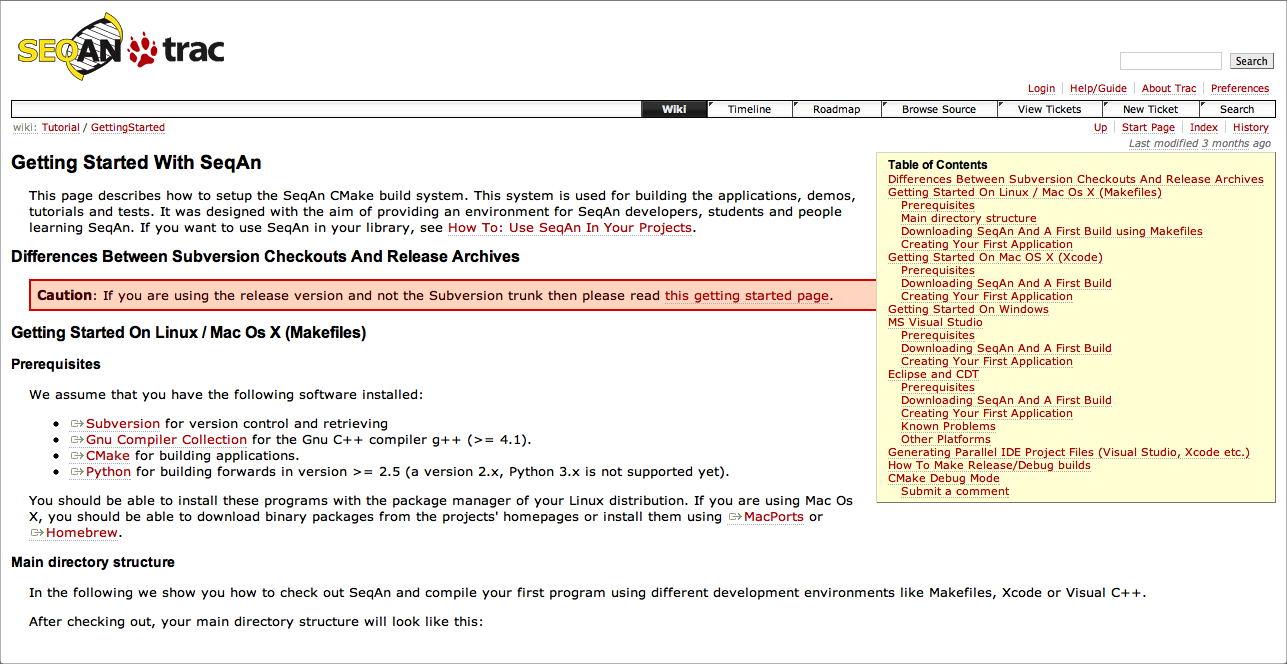 SEQAN trac
Search
Login Help/Guide About Trac Preferences
Wiki Timeline Roadmap Browse Source View Tickets New Ticket Search
wiki: Tutorial / GettingStarted
Up Start Page Index History
Last modified 3 months ago
Getting Started With SeqAn
This page describes how to setup the SeqAn CMake build system. This system is used for building the applications, demos,
tutorials and tests. It was designed with the aim of providing an environment for SeqAn developers, students and people
learning SeqAn. If you want to use SeqAn in your library, see How To: Use SeqAn In Your Projects.
Differences Between Subversion Checkouts And Release Archives
Caution: If you are using the release version and not the Subversion trunk then please read this getting started page.
Getting Started On Linux / Mac Os X (Makefiles)
Prerequisites
We assume that you have the following software installed:
• Subversion for version control and retrieving
• Gnu Compiler Collection for the Gnu C++ compiler g++ (>= 4.1).
• CMake for building applications.
• Python for building forwards in version >= 2.5 (a version 2.x, Python 3.x is not supported yet).
You should be able to install these programs with the package manager of your Linux distribution. If you are using Mac Os
X, you should be able to download binary packages from the projects' homepages or install them using MacPorts or
Homebrew.
Main directory structure
In the following we show you how to check out SeqAn and compile your first program using different development environments like Makefiles, Xcode or Visual C++.
After checking out, your main directory structure will look like this:
Table of Contents
Differences Between Subversion Checkouts And Release Archives
Getting Started On Linux / Mac Os X (Makefiles)
Prerequisites
Main directory structure
Downloading SeqAn And A First Build using Makefiles
Creating Your First Application
Getting Started On Mac OS X (Xcode)
Prerequisites
Downloading SeqAn And A First Build
Creating Your First Application
Getting Started On Windows
MS Visual Studio
Prerequisites
Downloading SeqAn And A First Build
Creating Your First Application
Eclipse and CDT
Prerequisites
Downloading SeqAn And A First Build
Creating Your First Application
Known Problems
Other Platforms
Generating Parallel IDE Project Files (Visual Studio, Xcode etc.)
How To Make Release/Debug builds
CMake Debug Mode
Submit a comment